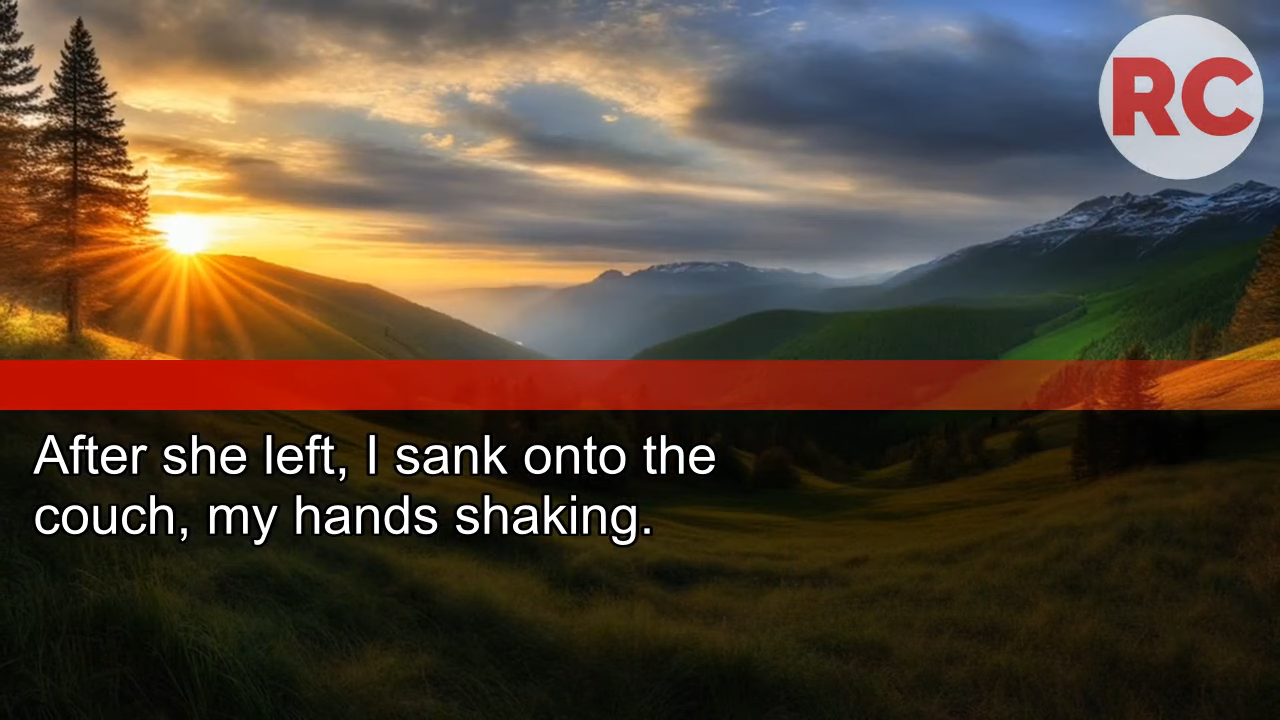 RC
After she left, I sank onto the
couch, my hands shaking.